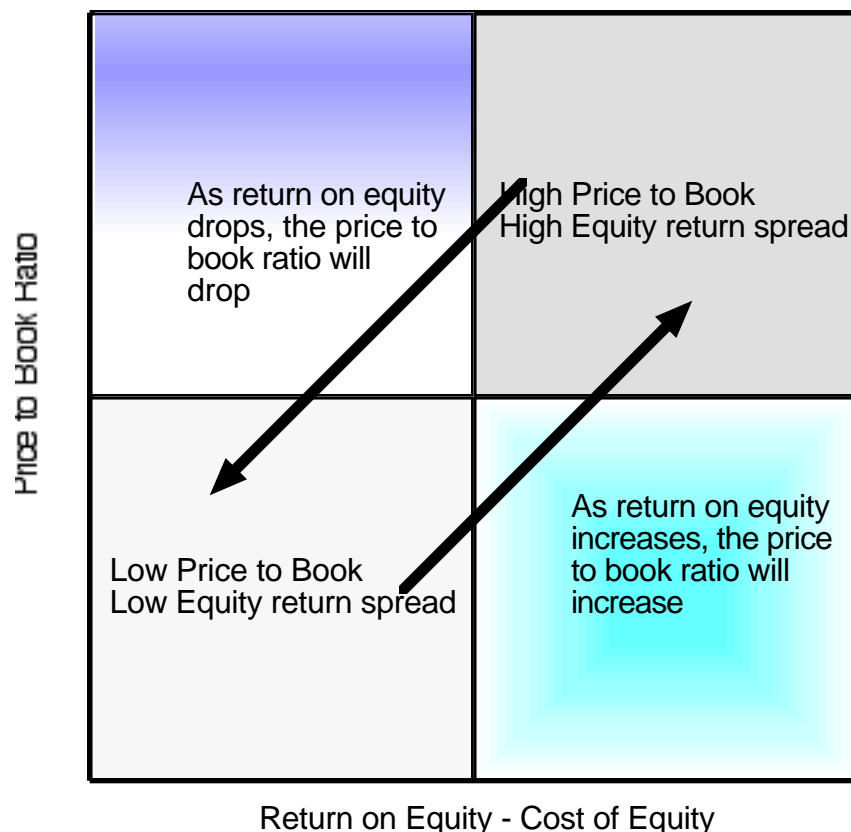 Price to Book Ratio
As return on equity
drops, the price to
book ratio will
drop
High Price to Book
High Equity return spread
Low Price to Book
Low Equity return spread
As return on equity
increases, the price
to book ratio will
increase
Return on Equity - Cost of Equity